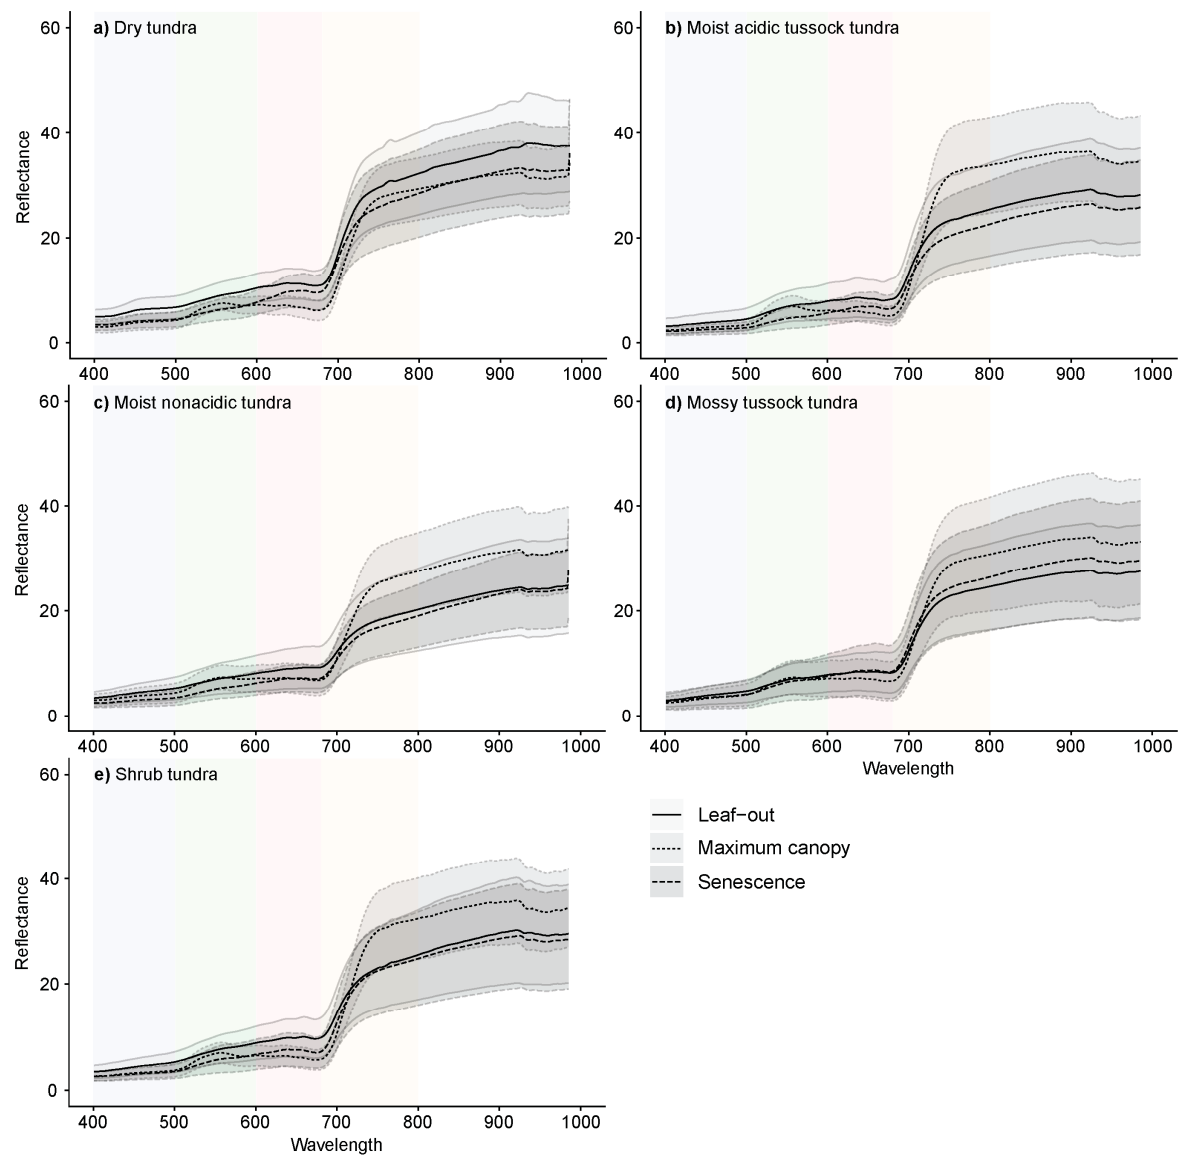 a) Dry tundra
60
40
20
0
Reflectance
400 500 600 700 800 900 1000
b) Moist acidic tussock tundra
60
40
20
0
400 500 600 700 800 900 1000
c) Moist nonacidic tundra
60
40
20
0
Reflectance
400 500 600 700 800 900 1000
d) Mossy tussock tundra
60
40
20
0
400 500 600 700 800 900 1000
Wavelength
e) Shrub tundra
60
40
20
0
Reflectance
400 500 600 700 800 900 1000
Wavelength
Leaf−out
Maximum canopy
Senescence